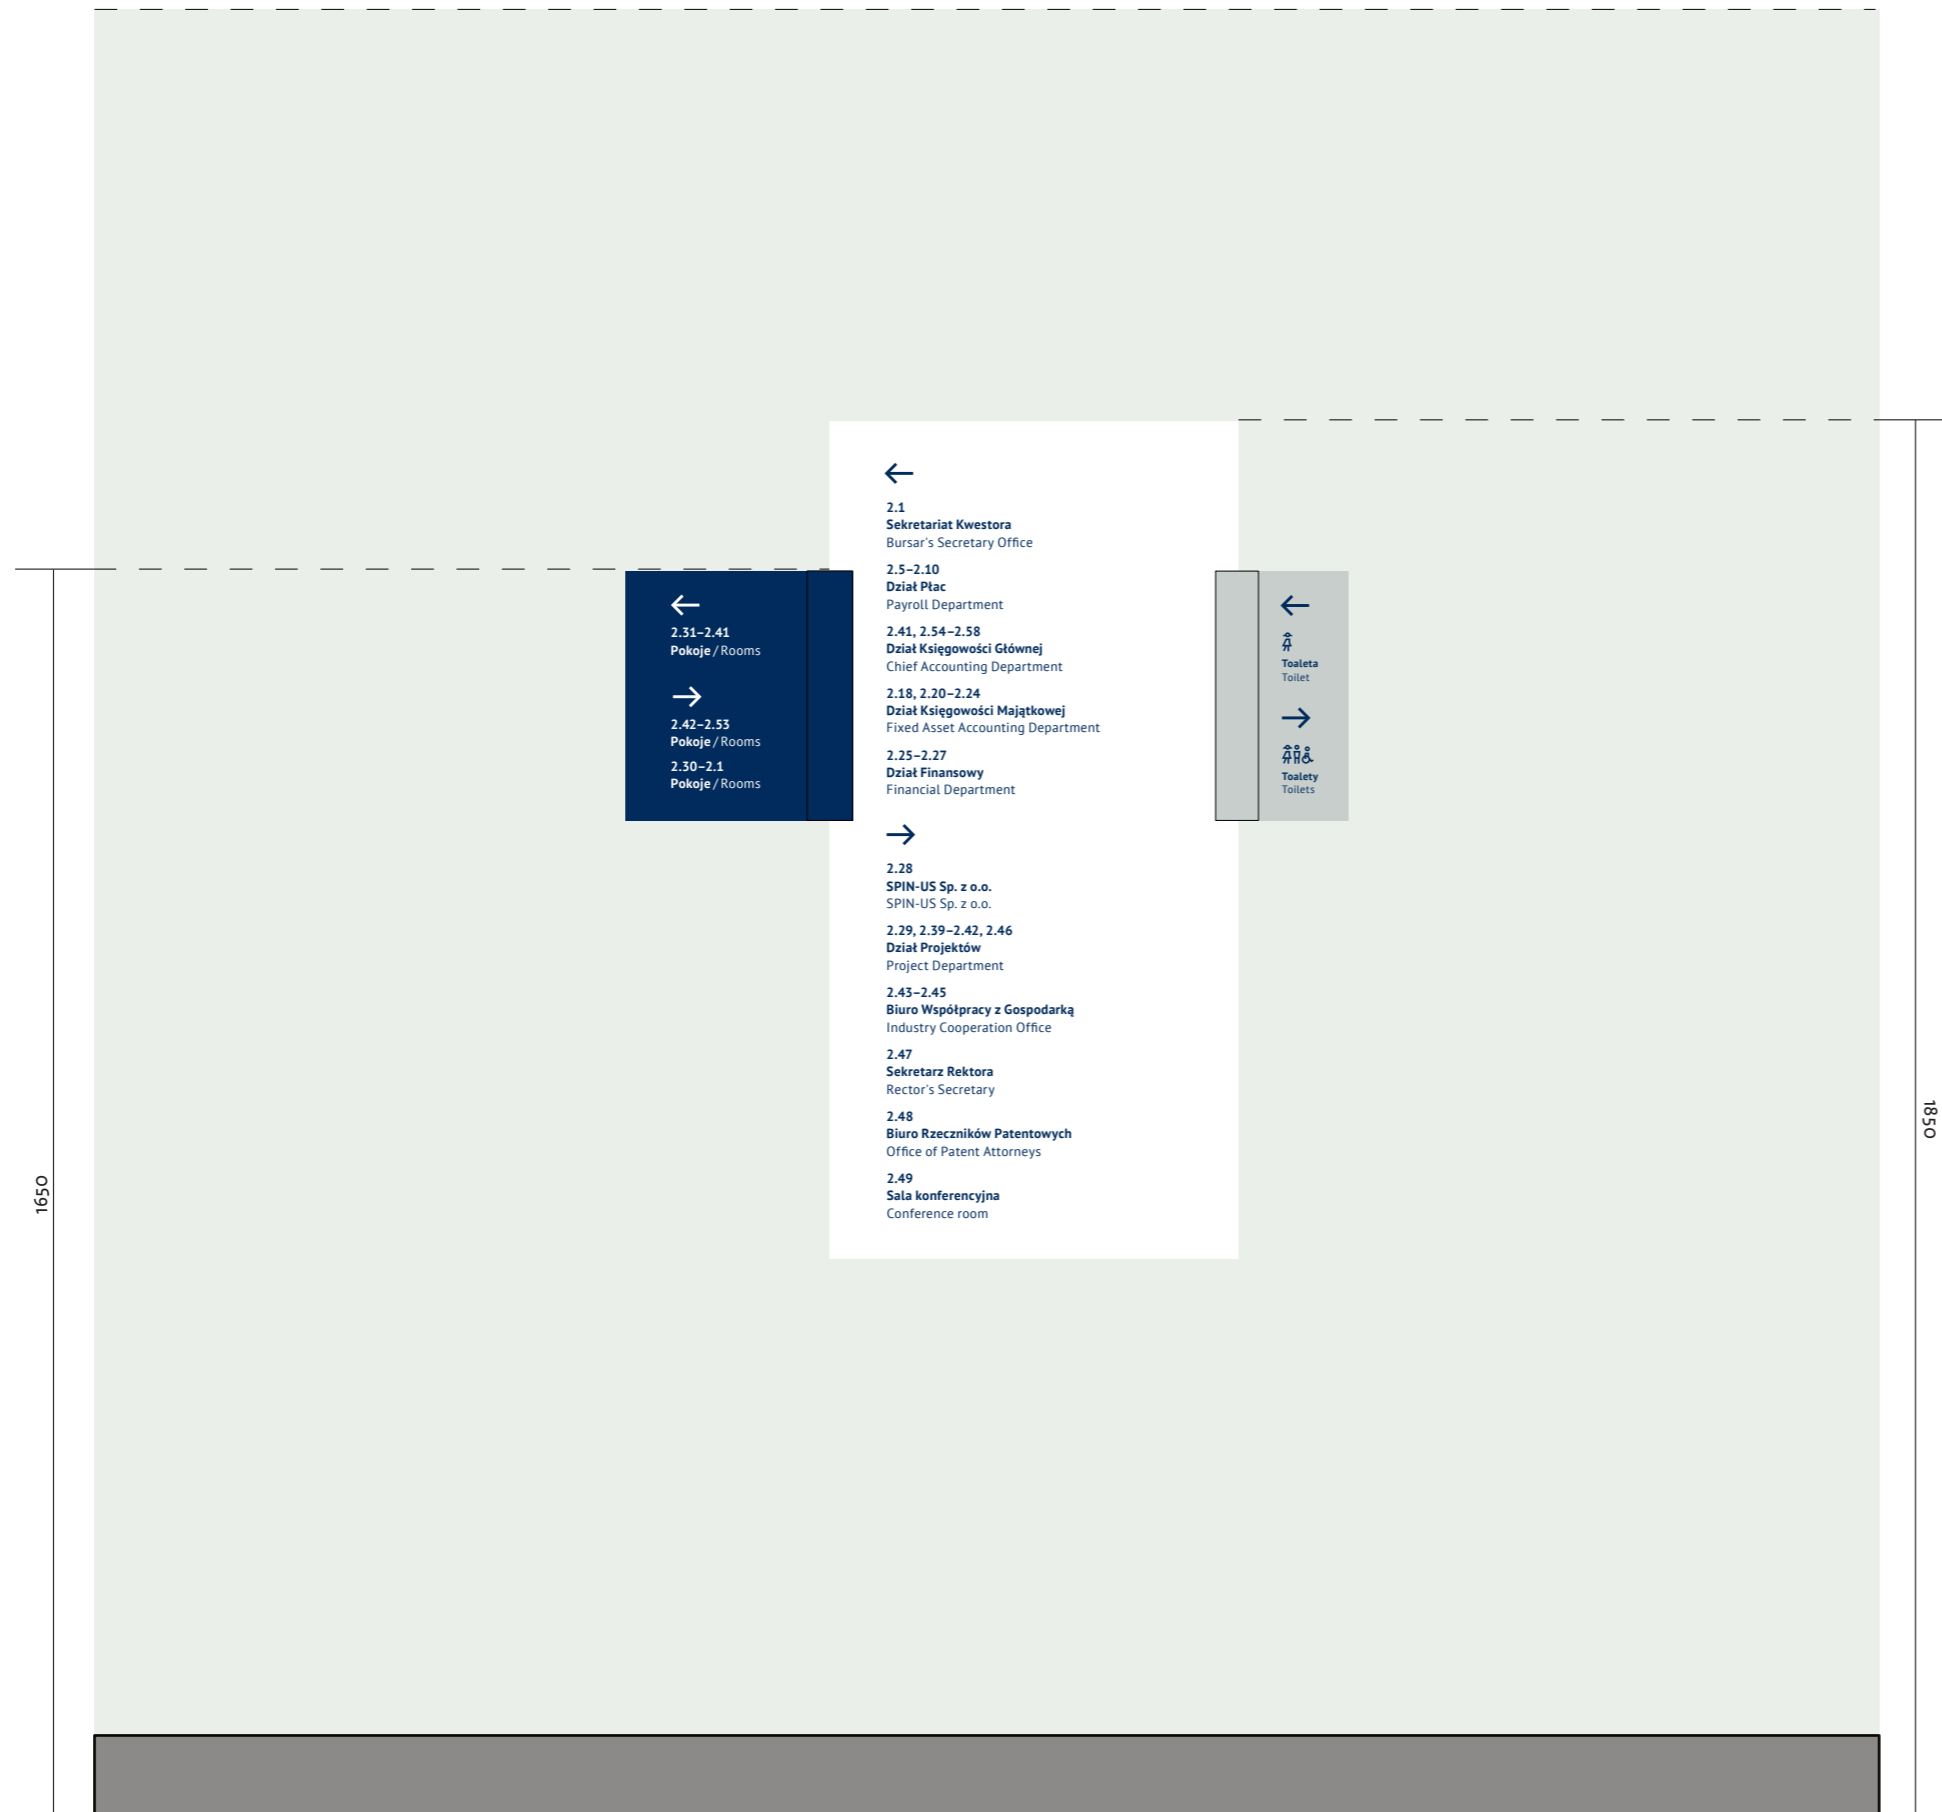 2.1
Sekretariat Kwestora
Bursar's Secretary Office
2.5–2.10
Dział Płac
Payroll Department
2.41, 2.54–2.58
Dział Księgowości Głównej
Chief Accounting Department
2.18, 2.20–2.24
Dział Księgowości Majątkowej
Fixed Asset Accounting Department
2.25–2.27
Dział Finansowy
Financial Department
2.28
SPIN-US Sp. z o.o.
SPIN-US Sp. z o.o.
2.29, 2.39–2.42, 2.46
Dział Projektów
Project Department
2.43–2.45
Biuro Współpracy z Gospodarką
Industry Cooperation Office
2.47
Sekretarz Rektora
Rector's Secretary
2.48
Biuro Rzeczników Patentowych
Office of Patent Attorneys
2.49
Sala konferencyjna
Conference room
2.31–2.41
Pokoje / Rooms
2.42–2.53
Pokoje / Rooms
2.30–2.1
Pokoje / Rooms
Toaleta
Toilet
Toalety
Toilets
1650
1850